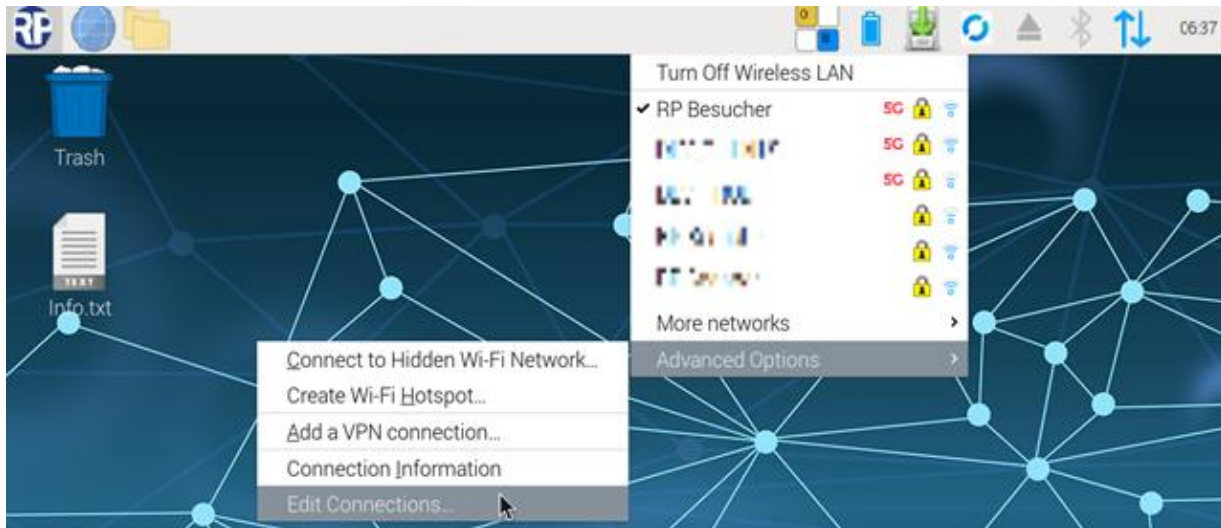 RP
06:37
Trash
TEXT
Info.txt
Turn Off Wireless LAN
RP Besucher 5G
5G
5G
More networks
Advanced Options
Connect to Hidden Wi-Fi Network...
Create Wi-Fi Hotspot...
Add a VPN connection...
Connection Information
Edit Connections...